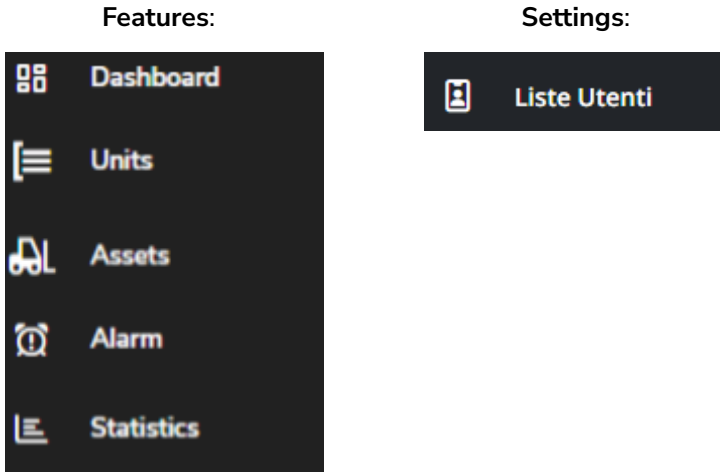 Features:
Dashboard
Units
Assets
Alarm
Statistics
Settings:
Liste Utenti